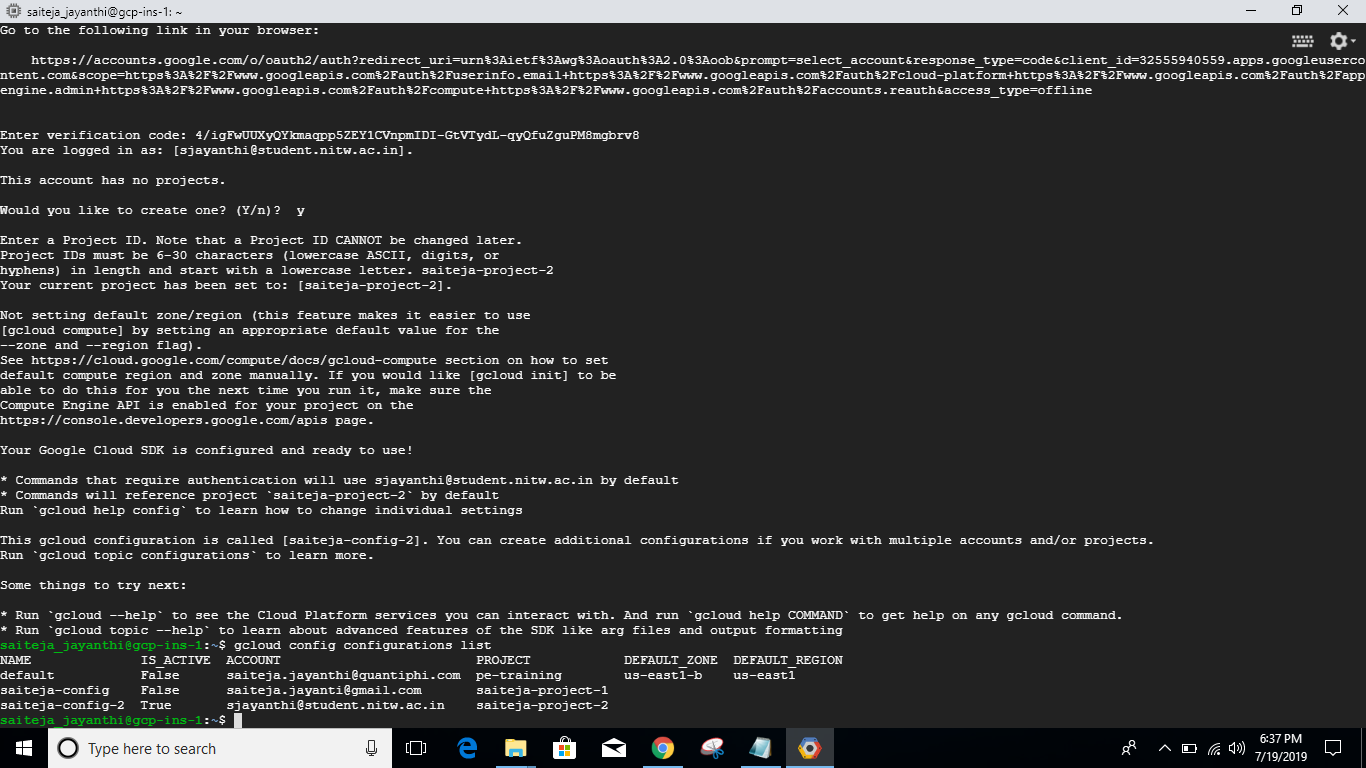 saiteja_jayanthi@gcp-ins-1: ~
Go to the following link in your browser:
https://accounts.google.com/o/oauth2/auth?redirect_uri=urn%3Aietf%3Awg%3Aoauth%3A2.0%3Aoob&prompt=select_account&response_type=code&client_id=32555940559.apps.googleuserco
ntent.com&scope=https%3A%2F%2Fwww.googleapis.com%2Fauth%2Fuserinfo.email+https%3A%2F%2Fwww.googleapis.com%2Fauth%2Fcloud-platform+https%3A%2F%2Fwww.googleapis.com%2Fauth%2Fapp
engine.admin+https%3A%2F%2Fwww.googleapis.com%2Fauth%2Fcompute+https%3A%2F%2Fwww.googleapis.com%2Fauth%2Faccounts.reauth&access_type=offline
Enter verification code: 4/igFwUUXyQYkmaqpp5ZEY1CVnpmIDI-GtVTydL-qyQfuZguPM8mgbrv8
You are logged in as: [sjayanthi@student.nitw.ac.in].
This account has no projects.
Would you like to create one? (Y/n)?  y
Enter a Project ID. Note that a Project ID CANNOT be changed later.
Project IDs must be 6-30 characters (lowercase ASCII, digits, or
hyphens) in length and start with a lowercase letter. saiteja-project-2
Your current project has been set to: [saiteja-project-2].
Not setting default zone/region (this feature makes it easier to use
[gcloud compute] by setting an appropriate default value for the
--zone and --region flag).
See https://cloud.google.com/compute/docs/gcloud-compute section on how to set
default compute region and zone manually. If you would like [gcloud init] to be
able to do this for you the next time you run it, make sure the
Compute Engine API is enabled for your project on the
https://console.developers.google.com/apis page.
Your Google Cloud SDK is configured and ready to use!
* Commands that require authentication will use sjayanthi@student.nitw.ac.in by default
* Commands will reference project `saiteja-project-2` by default
Run `gcloud help config` to learn how to change individual settings
This gcloud configuration is called [saiteja-config-2]. You can create additional configurations if you work with multiple accounts and/or projects.
Run `gcloud topic configurations` to learn more.
Some things to try next:
* Run `gcloud --help` to see the Cloud Platform services you can interact with. And run `gcloud help COMMAND` to get help on any gcloud command.
* Run `gcloud topic --help` to learn about advanced features of the SDK like arg files and output formatting
saiteja_jayanthi@gcp-ins-1:~$ gcloud config configurations list
NAME IS_ACTIVE ACCOUNT PROJECT DEFAULT_ZONE DEFAULT_REGION
default False saiteja.jayanthi@quantiphi.com pe-training us-east1-b us-east1
saiteja-config False saiteja.jayanti@gmail.com saiteja-project-1
saiteja-config-2 True sjayanthi@student.nitw.ac.in saiteja-project-2
saiteja_jayanthi@gcp-ins-1:~$
Type here to search
6:37 PM
7/19/2019